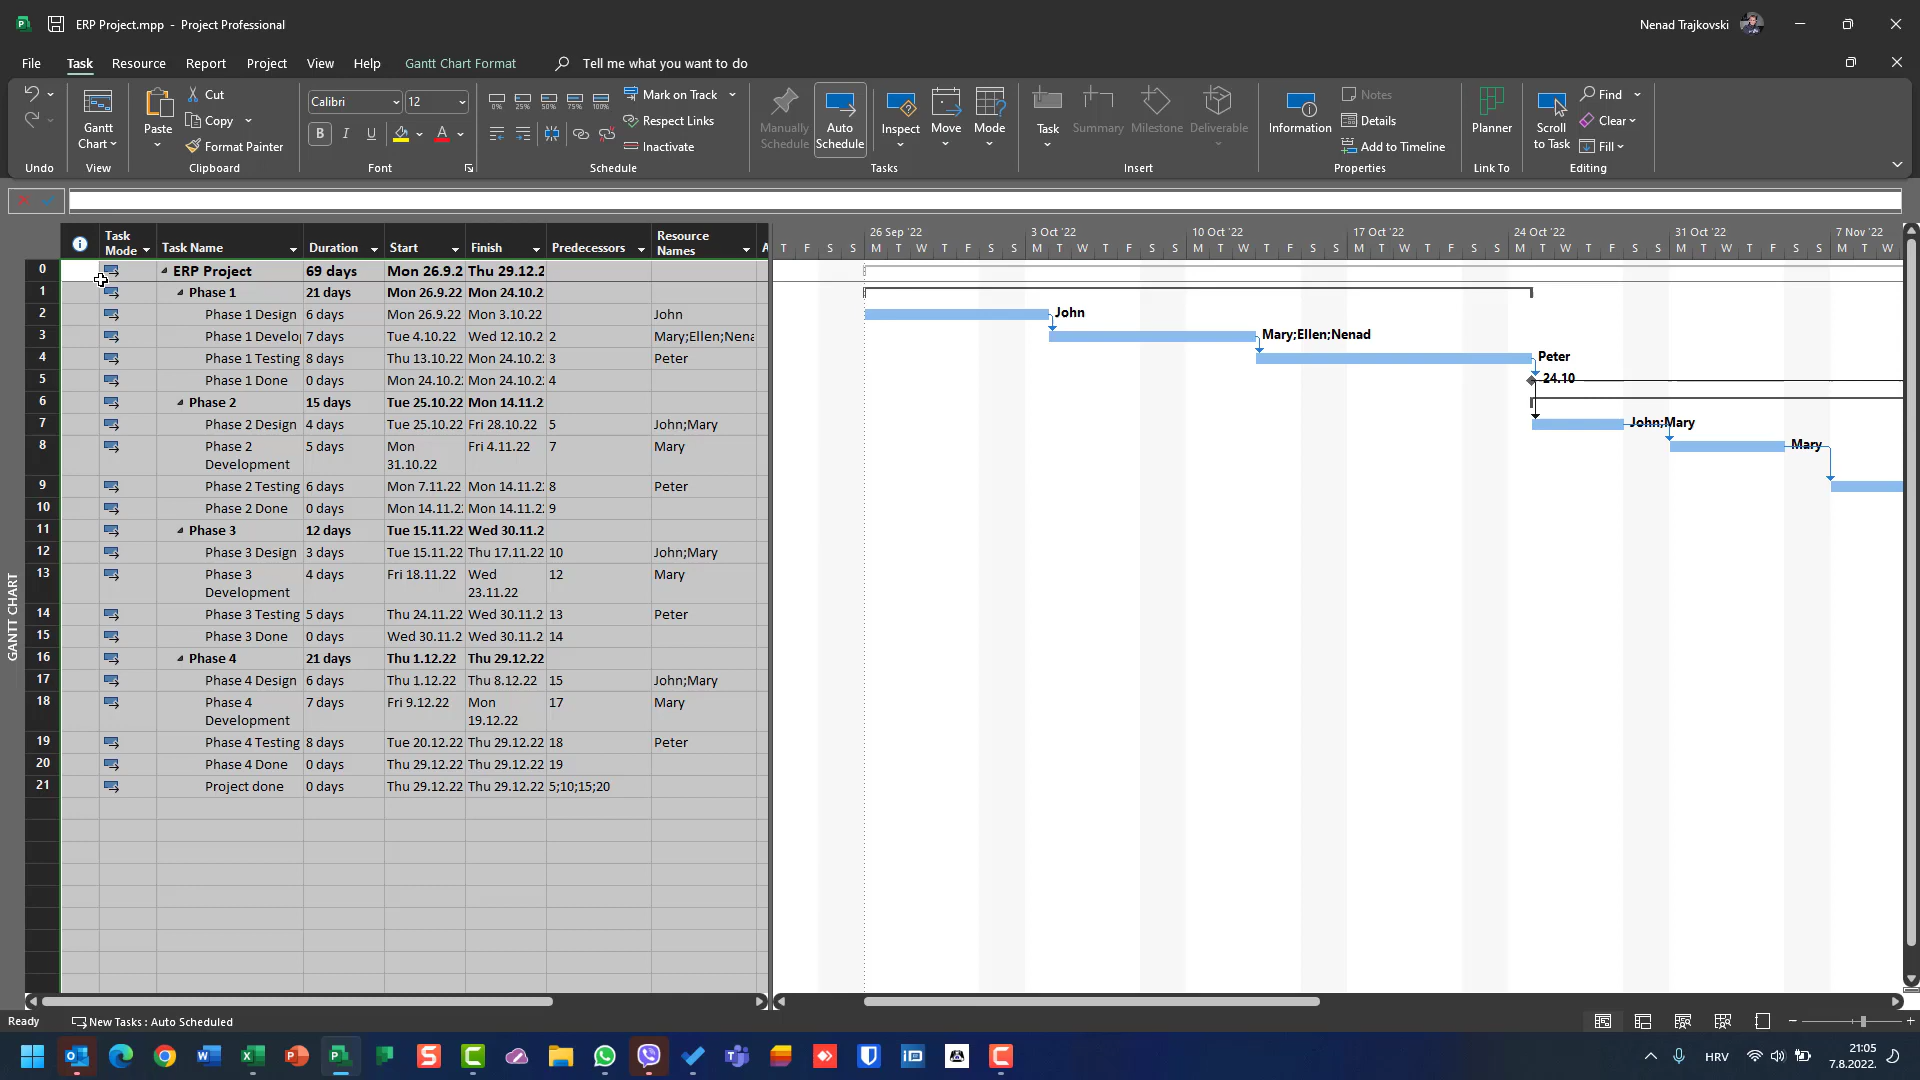 ERP Project.mpp - Project Professional
Nenad Trajkovski
File Task Resource Report Project View Help Gantt Chart Format Tell me what you want to do
Cut
Copy
Format Painter
Paste
Gantt Chart
Calibri 12
B I U A
0% 25% 50% 75% 100%
Mark on Track
Respect Links
Inactivate
Manually Schedule
Auto Schedule
Inspect
Move
Mode
Task
Summary
Milestone
Deliverable
Information
Notes
Details
Add to Timeline
Planner
Scroll to Task
Find
Clear
Fill
Undo View Clipboard Font Schedule Tasks Insert Properties Link To Editing
Task Mode Task Name Duration Start Finish Predecessors Resource Names A
0 ERP Project 69 days Mon 26.9.2 Thu 29.12.2
1 Phase 1 21 days Mon 26.9.22 Mon 24.10.2
2 Phase 1 Design 6 days Mon 26.9.22 Mon 3.10.22 John
3 Phase 1 Develo 7 days Tue 4.10.22 Wed 12.10.2 2 Mary;Ellen;Nena
4 Phase 1 Testing 8 days Thu 13.10.22 Mon 24.10.2 3 Peter
5 Phase 1 Done 0 days Mon 24.10.2 Mon 24.10.2 4
6 Phase 2 15 days Tue 25.10.22 Mon 14.11.2
7 Phase 2 Design 4 days Tue 25.10.22 Fri 28.10.22 5 John;Mary
8 Phase 2 Development 5 days Mon 31.10.22 Fri 4.11.22 7 Mary
9 Phase 2 Testing 6 days Mon 7.11.22 Mon 14.11.2 8 Peter
10 Phase 2 Done 0 days Mon 14.11.2 Mon 14.11.2 9
11 Phase 3 12 days Tue 15.11.22 Wed 30.11.2
12 Phase 3 Design 3 days Tue 15.11.22 Thu 17.11.22 10 John;Mary
13 Phase 3 Development 4 days Fri 18.11.22 Wed 23.11.22 12 Mary
14 Phase 3 Testing 5 days Thu 24.11.22 Wed 30.11.2 13 Peter
15 Phase 3 Done 0 days Wed 30.11.2 Wed 30.11.2 14
16 Phase 4 21 days Thu 1.12.22 Thu 29.12.22
17 Phase 4 Design 6 days Thu 1.12.22 Thu 8.12.22 15 John;Mary
18 Phase 4 Development 7 days Fri 9.12.22 Mon 19.12.22 17 Mary
19 Phase 4 Testing 8 days Tue 20.12.22 Thu 29.12.22 18 Peter
20 Phase 4 Done 0 days Thu 29.12.22 Thu 29.12.22 19
21 Project done 0 days Thu 29.12.22 Thu 29.12.22 5;10;15;20
GANTT CHART
26 Sep '22 3 Oct '22 10 Oct '22 17 Oct '22 24 Oct '22 31 Oct '22 7 Nov '22
T F S S M T W T F S S M T W T F S S M T W T F S S M T W T F S S M T W T F S S M T W T F S S M T W
John
Mary;Ellen;Nenad
Peter
24.10
John;Mary
Mary
Ready New Tasks : Auto Scheduled
HRV
21:05
7.8.2022.